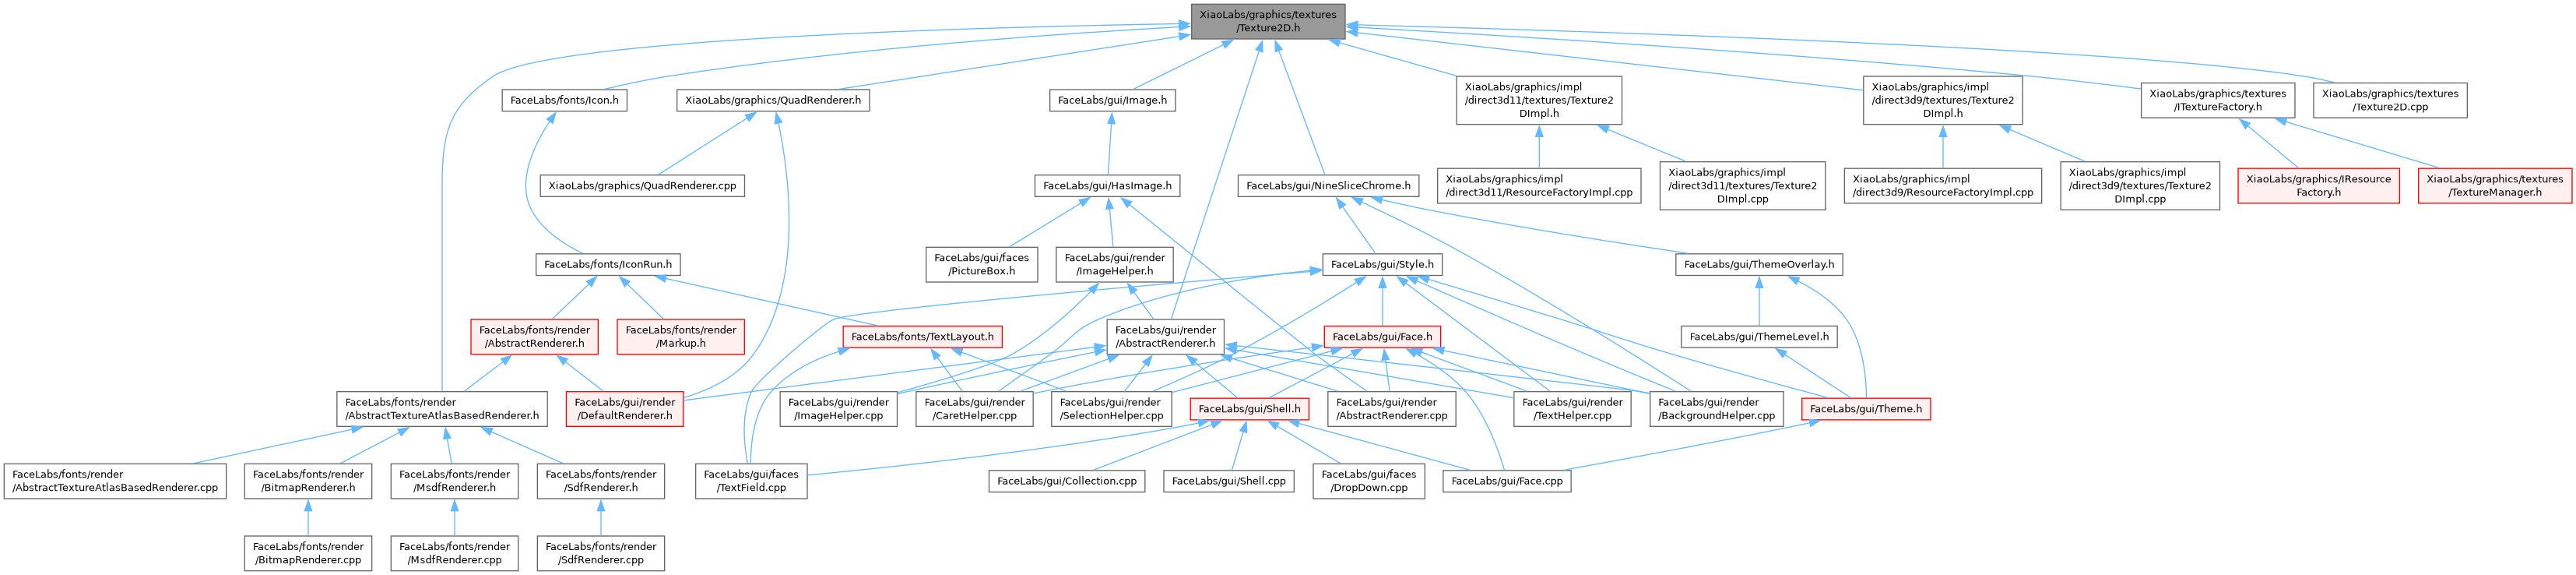 XiaoLabs/graphics/textures
/Texture2D.h
FaceLabs/fonts/Icon.h
XiaoLabs/graphics/QuadRenderer.h
FaceLabs/gui/Image.h
XiaoLabs/graphics/impl
/direct3d11/textures/Texture2
DImpl.h
XiaoLabs/graphics/impl
/direct3d9/textures/Texture2
DImpl.h
XiaoLabs/graphics/textures
/ITextureFactory.h
XiaoLabs/graphics/textures
/Texture2D.cpp
XiaoLabs/graphics/QuadRenderer.cpp
FaceLabs/gui/HasImage.h
FaceLabs/gui/NineSliceChrome.h
XiaoLabs/graphics/impl
/direct3d11/ResourceFactoryImpl.cpp
XiaoLabs/graphics/impl
/direct3d11/textures/Texture2
DImpl.cpp
XiaoLabs/graphics/impl
/direct3d9/ResourceFactoryImpl.cpp
XiaoLabs/graphics/impl
/direct3d9/textures/Texture2
DImpl.cpp
XiaoLabs/graphics/IResource
Factory.h
XiaoLabs/graphics/textures
/TextureManager.h
FaceLabs/fonts/IconRun.h
FaceLabs/gui/faces
/PictureBox.h
FaceLabs/gui/render
/ImageHelper.h
FaceLabs/gui/Style.h
FaceLabs/gui/ThemeOverlay.h
FaceLabs/fonts/render
/AbstractRenderer.h
FaceLabs/fonts/render
/Markup.h
FaceLabs/fonts/TextLayout.h
FaceLabs/gui/render
/AbstractRenderer.h
FaceLabs/gui/Face.h
FaceLabs/gui/ThemeLevel.h
FaceLabs/fonts/render
/AbstractTextureAtlasBasedRenderer.h
FaceLabs/gui/render
/DefaultRenderer.h
FaceLabs/gui/render
/ImageHelper.cpp
FaceLabs/gui/render
/CaretHelper.cpp
FaceLabs/gui/render
/SelectionHelper.cpp
FaceLabs/gui/Shell.h
FaceLabs/gui/render
/AbstractRenderer.cpp
FaceLabs/gui/render
/TextHelper.cpp
FaceLabs/gui/render
/BackgroundHelper.cpp
FaceLabs/gui/Theme.h
FaceLabs/fonts/render
/AbstractTextureAtlasBasedRenderer.cpp
FaceLabs/fonts/render
/BitmapRenderer.h
FaceLabs/fonts/render
/MsdfRenderer.h
FaceLabs/fonts/render
/SdfRenderer.h
FaceLabs/gui/faces
/TextField.cpp
FaceLabs/gui/Collection.cpp
FaceLabs/gui/Shell.cpp
FaceLabs/gui/faces
/DropDown.cpp
FaceLabs/gui/Face.cpp
FaceLabs/fonts/render
/BitmapRenderer.cpp
FaceLabs/fonts/render
/MsdfRenderer.cpp
FaceLabs/fonts/render
/SdfRenderer.cpp